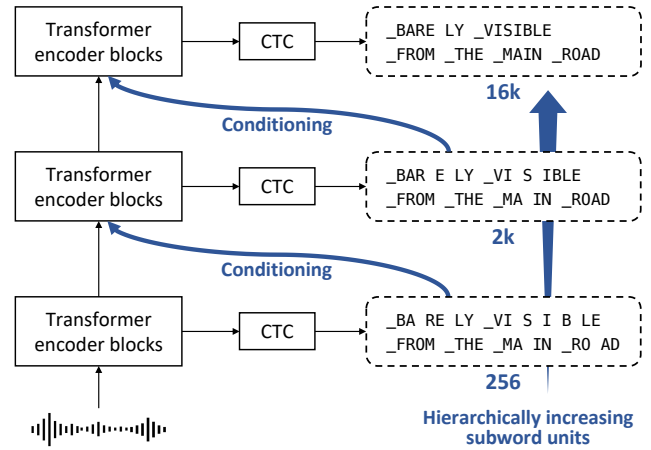 Transformer
encoder blocks
CTC
_BARE LY _VISIBLE
_FROM _THE _MAIN _ROAD
16k
Conditioning
Transformer
encoder blocks
CTC
_BAR E LY _VI S IBLE
_FROM _THE _MA IN _ROAD
2k
Conditioning
Transformer
encoder blocks
CTC
_BA RE LY _VI S I B LE
_FROM _THE _MA IN _RO AD
256
Hierarchically increasing
subword units